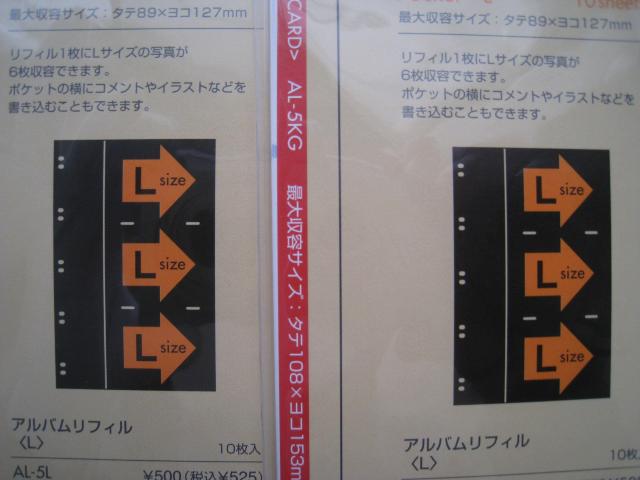 最大収容サイズ：タテ89×ヨコ127mm
リフィル1枚にLサイズの写真が
6枚収容できます。
ポケットの横にコメントやイラストなどを
書き込むこともできます。
L size
L size
L size
アルバムリフィル
〈L〉
10枚入
AL-5L
¥500(税込¥525)
CARD> AL-5KG 最大収容サイズ：タテ108×ヨコ153m
10sheet
最大収容サイズ：タテ89×ヨコ127mm
リフィル1枚にLサイズの写真が
6枚収容できます。
ポケットの横にコメントやイラストなどを
書き込むこともできます。
L size
L size
L size
アルバムリフィル
〈L〉
10枚